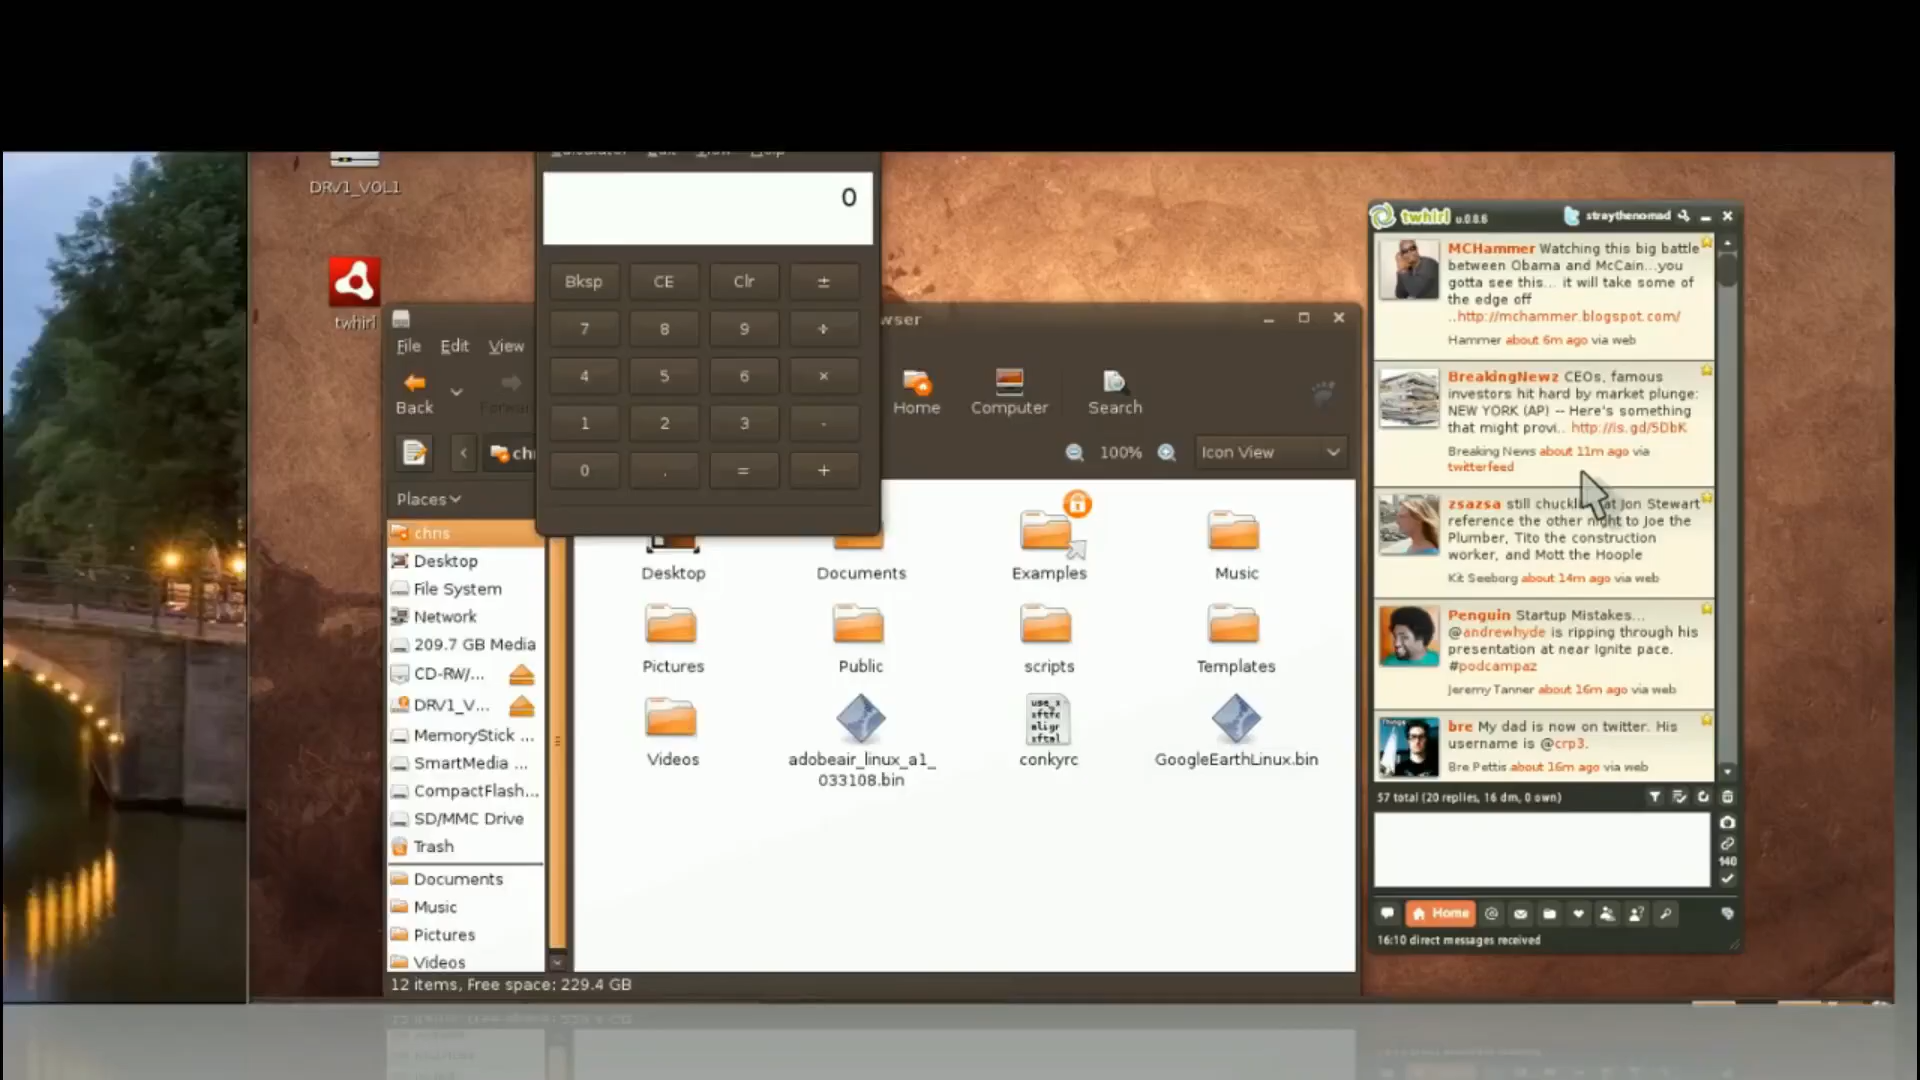 DRV1_VOL1
twhirl
0
Bksp CE Clr ±
7 8 9 ÷
4 5 6 ×
1 2 3 -
0 . = +
wser
File Edit View
Back
Home Computer Search
100% Icon View
Places
chns
Desktop
File System
Network
209.7 GB Media
CD-RW/...
DRV1_V...
MemoryStick ...
SmartMedia ...
CompactFlash...
SD/MMC Drive
Trash
Documents
Music
Pictures
Videos
Desktop Documents Examples Music
Pictures Public scripts Templates
Videos adobeair_linux_a1_ conkyrc GoogleEarthLinux.bin
033108.bin
12 items, Free space: 229.4 GB
twhirl v.0.8.6 straythenomad
MCHammer Watching this big battle
between Obama and McCain...you
gotta see this... it will take some of
the edge off
..http://mchammer.blogspot.com/
Hammer about 6m ago via web
BreakingNewz CEOs, famous
investors hit hard by market plunge:
NEW YORK (AP) -- Here's something
that might provi.. http://is.gd/5DbK
Breaking News about 11m ago via
twitterfeed
zsazsa still at Jon Stewart
reference the other night to Joe the
Plumber, Tito the construction
worker, and Mott the Hoople
Kit Seeborg about 14m ago via web
Penguin Startup Mistakes...
@andrewhyde is ripping through his
presentation at near Ignite pace.
#podcampaz
Jeremy Tanner about 16m ago via web
bre My dad is now on twitter. His
username is @crp3.
Bre Pettis about 16m ago via web
57 total (20 replies, 16 dm, 0 own)
140
Home
16:10 direct messages received